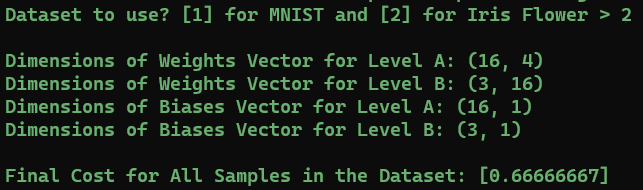 Dataset to use? [1] for MNIST and [2] for Iris Flower > 2
Dimensions of Weights Vector for Level A: (16, 4)
Dimensions of Weights Vector for Level B: (3, 16)
Dimensions of Biases Vector for Level A: (16, 1)
Dimensions of Biases Vector for Level B: (3, 1)
Final Cost for All Samples in the Dataset: [0.66666667]